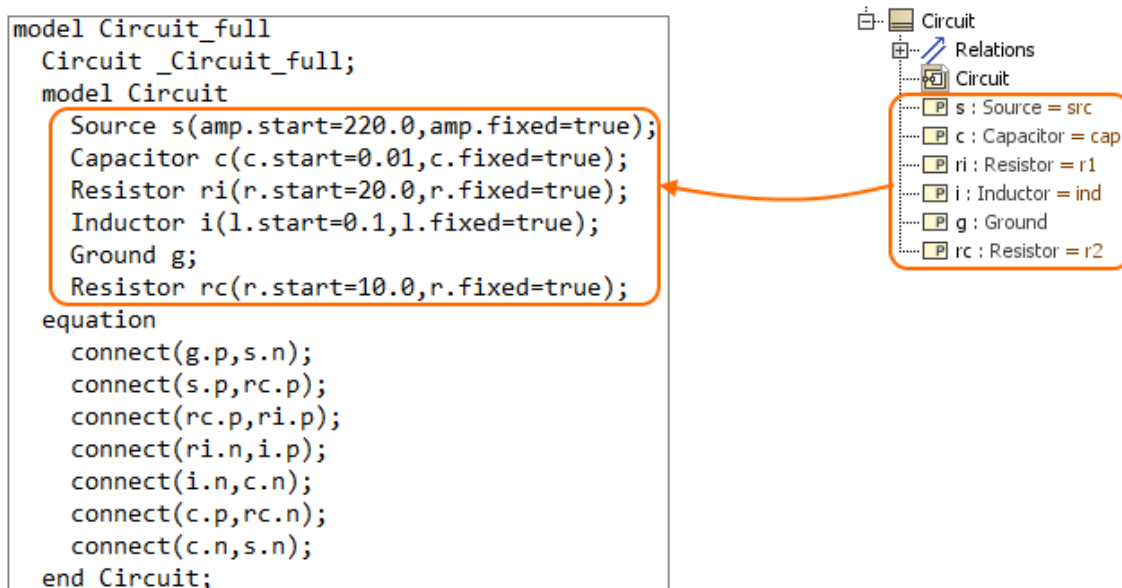 model Circuit_full
Circuit _Circuit_full;
model Circuit
Source s(amp.start=220.0,amp.fixed=true);
Capacitor c(c.start=0.01,c.fixed=true);
Resistor ri(r.start=20.0,r.fixed=true);
Inductor i(l.start=0.1,l.fixed=true);
Ground g;
Resistor rc(r.start=10.0,r.fixed=true);
equation
connect(g.p,s.n);
connect(s.p,rc.p);
connect(rc.p,ri.p);
connect(ri.n,i.p);
connect(i.n,c.n);
connect(c.p,rc.n);
connect(c.n,s.n);
end Circuit;
Circuit
Relations
Circuit
P s : Source = src
P c : Capacitor = cap
P ri : Resistor = r1
P i : Inductor = ind
P g : Ground
P rc : Resistor = r2